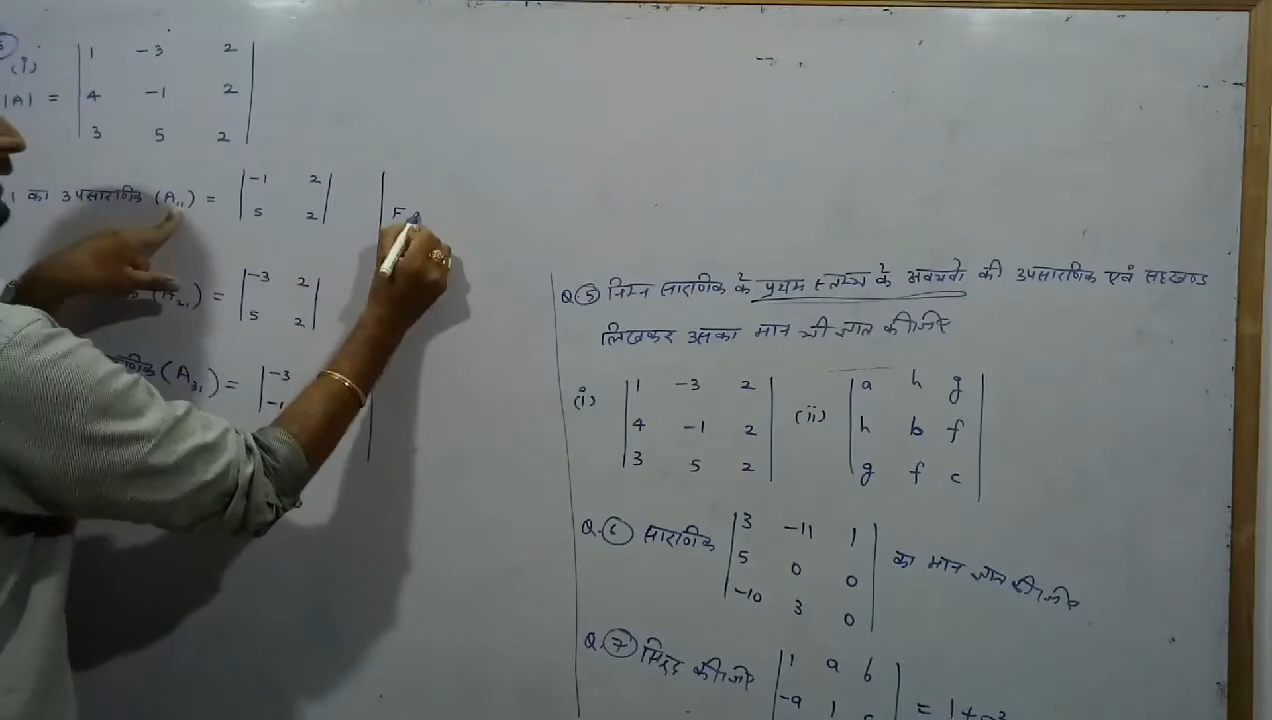 (i)
|A| =
1 -3 2
4 -1 2
3 5 2
1 का उपसारणिक (A₁₁) = | -1 2 |
| 5 2 |
(A₂₁) = | -3 2 |
| 5 2 |
(A₃₁) = | -3
| -1
F
Q.(5) निम्न सारणिक के प्रथम स्तम्भ के अवयवो की उपसारणिक एवं सहखण्ड
लिखकर उसका मान भी ज्ञात कीजिए
(i) | 1 -3 2 | (ii) | a h g |
| 4 -1 2 | | h b f |
| 3 5 2 | | g f c |
Q.(6) सारणिक | 3 -11 1 | का मान ज्ञात कीजिए
| 5 0 0 |
| -10 3 0 |
Q.(7) सिद्ध कीजिए | 1 a b |
| -a 1 | = 1 +